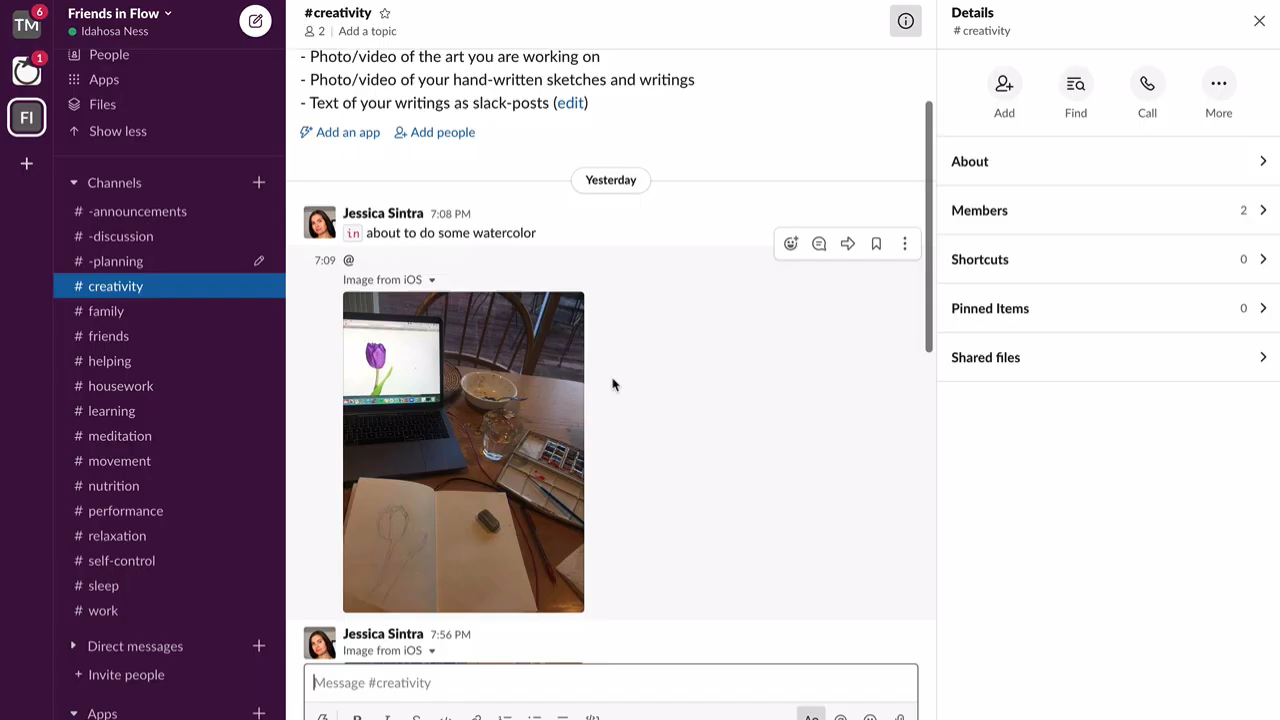 TM
6
1
FI
Friends in Flow
Idahosa Ness
People
Apps
Files
Show less
Channels
# -announcements
# -discussion
# -planning
# creativity
# family
# friends
# helping
# housework
# learning
# meditation
# movement
# nutrition
# performance
# relaxation
# self-control
# sleep
# work
Direct messages
+ Invite people
Apps
#creativity
2 | Add a topic
- Photo/video of the art you are working on
- Photo/video of your hand-written sketches and writings
- Text of your writings as slack-posts (edit)
Add an app Add people
Yesterday
Jessica Sintra 7:08 PM
in about to do some watercolor
7:09 @
Image from iOS
Jessica Sintra 7:56 PM
Image from iOS
Message #creativity
Aa
Details
# creativity
Add Find Call More
About
Members 2
Shortcuts 0
Pinned Items 0
Shared files